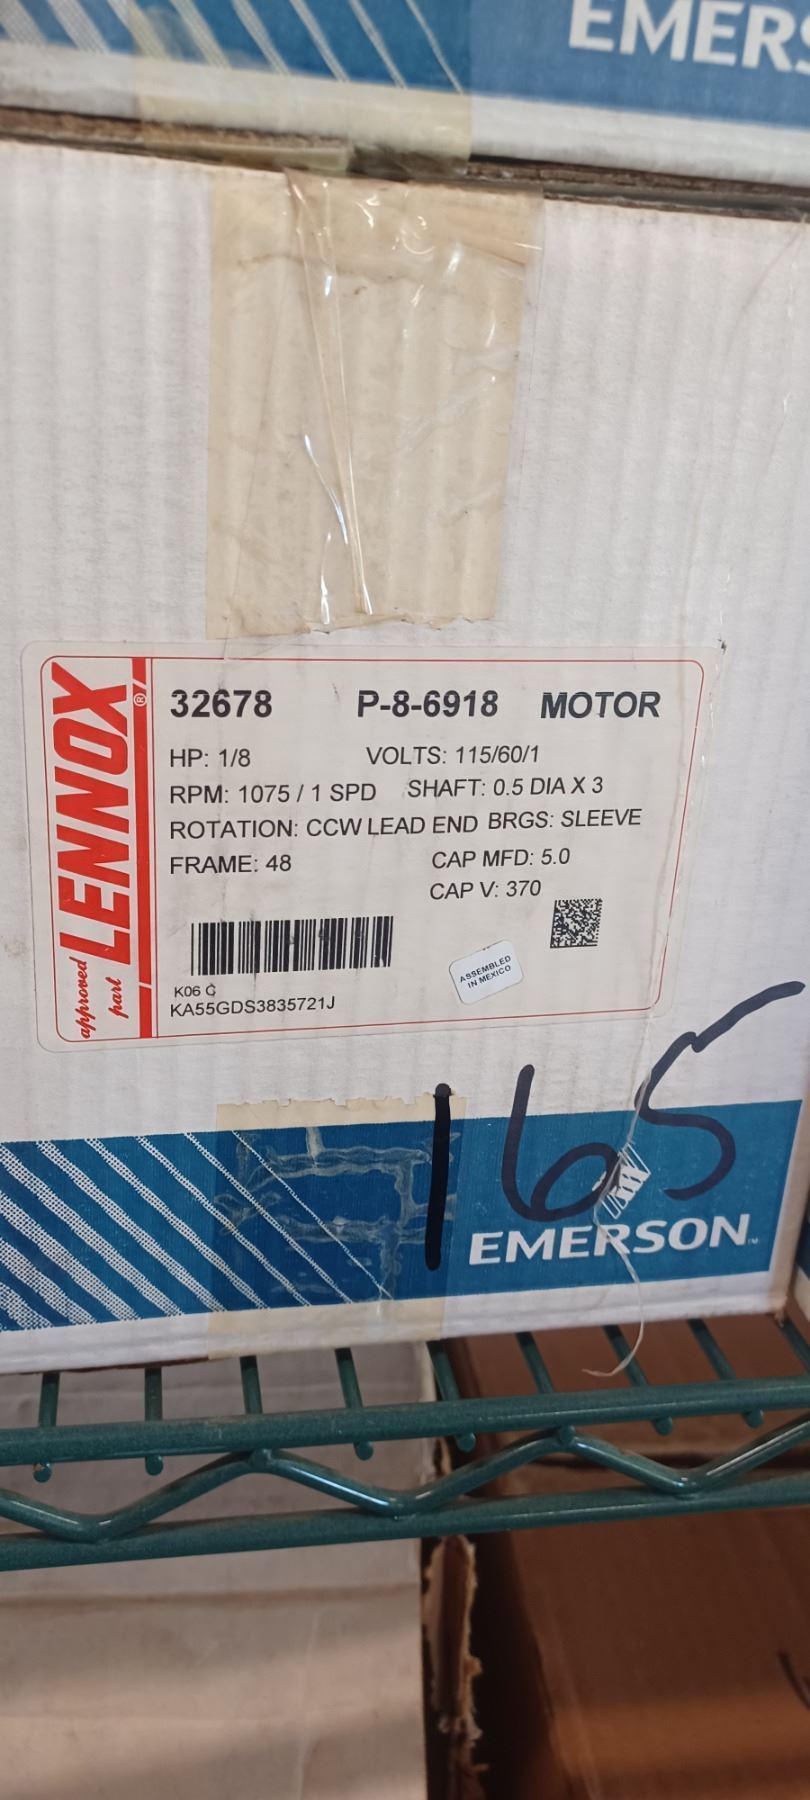 EMERS
LENNOX®
approved
part
32678 P-8-6918 MOTOR
HP: 1/8 VOLTS: 115/60/1
RPM: 1075 / 1 SPD SHAFT: 0.5 DIA X 3
ROTATION: CCW LEAD END BRGS: SLEEVE
FRAME: 48 CAP MFD: 5.0
CAP V: 370
ASSEMBLED
IN MEXICO
K06 C
KA55GDS3835721J
165
EMERSON